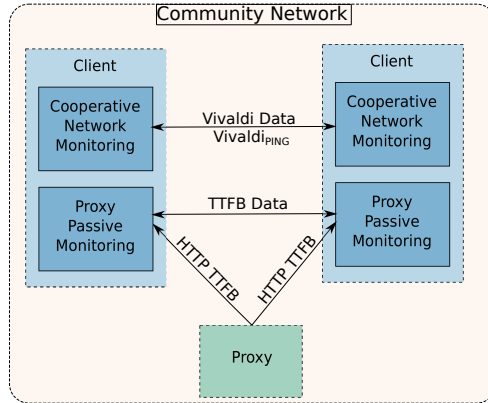 Community Network
Client
Cooperative
Network
Monitoring
Proxy
Passive
Monitoring
Vivaldi Data
VivaldiPING
TTFB Data
HTTP TTFB
HTTP TTFB
Client
Cooperative
Network
Monitoring
Proxy
Passive
Monitoring
Proxy